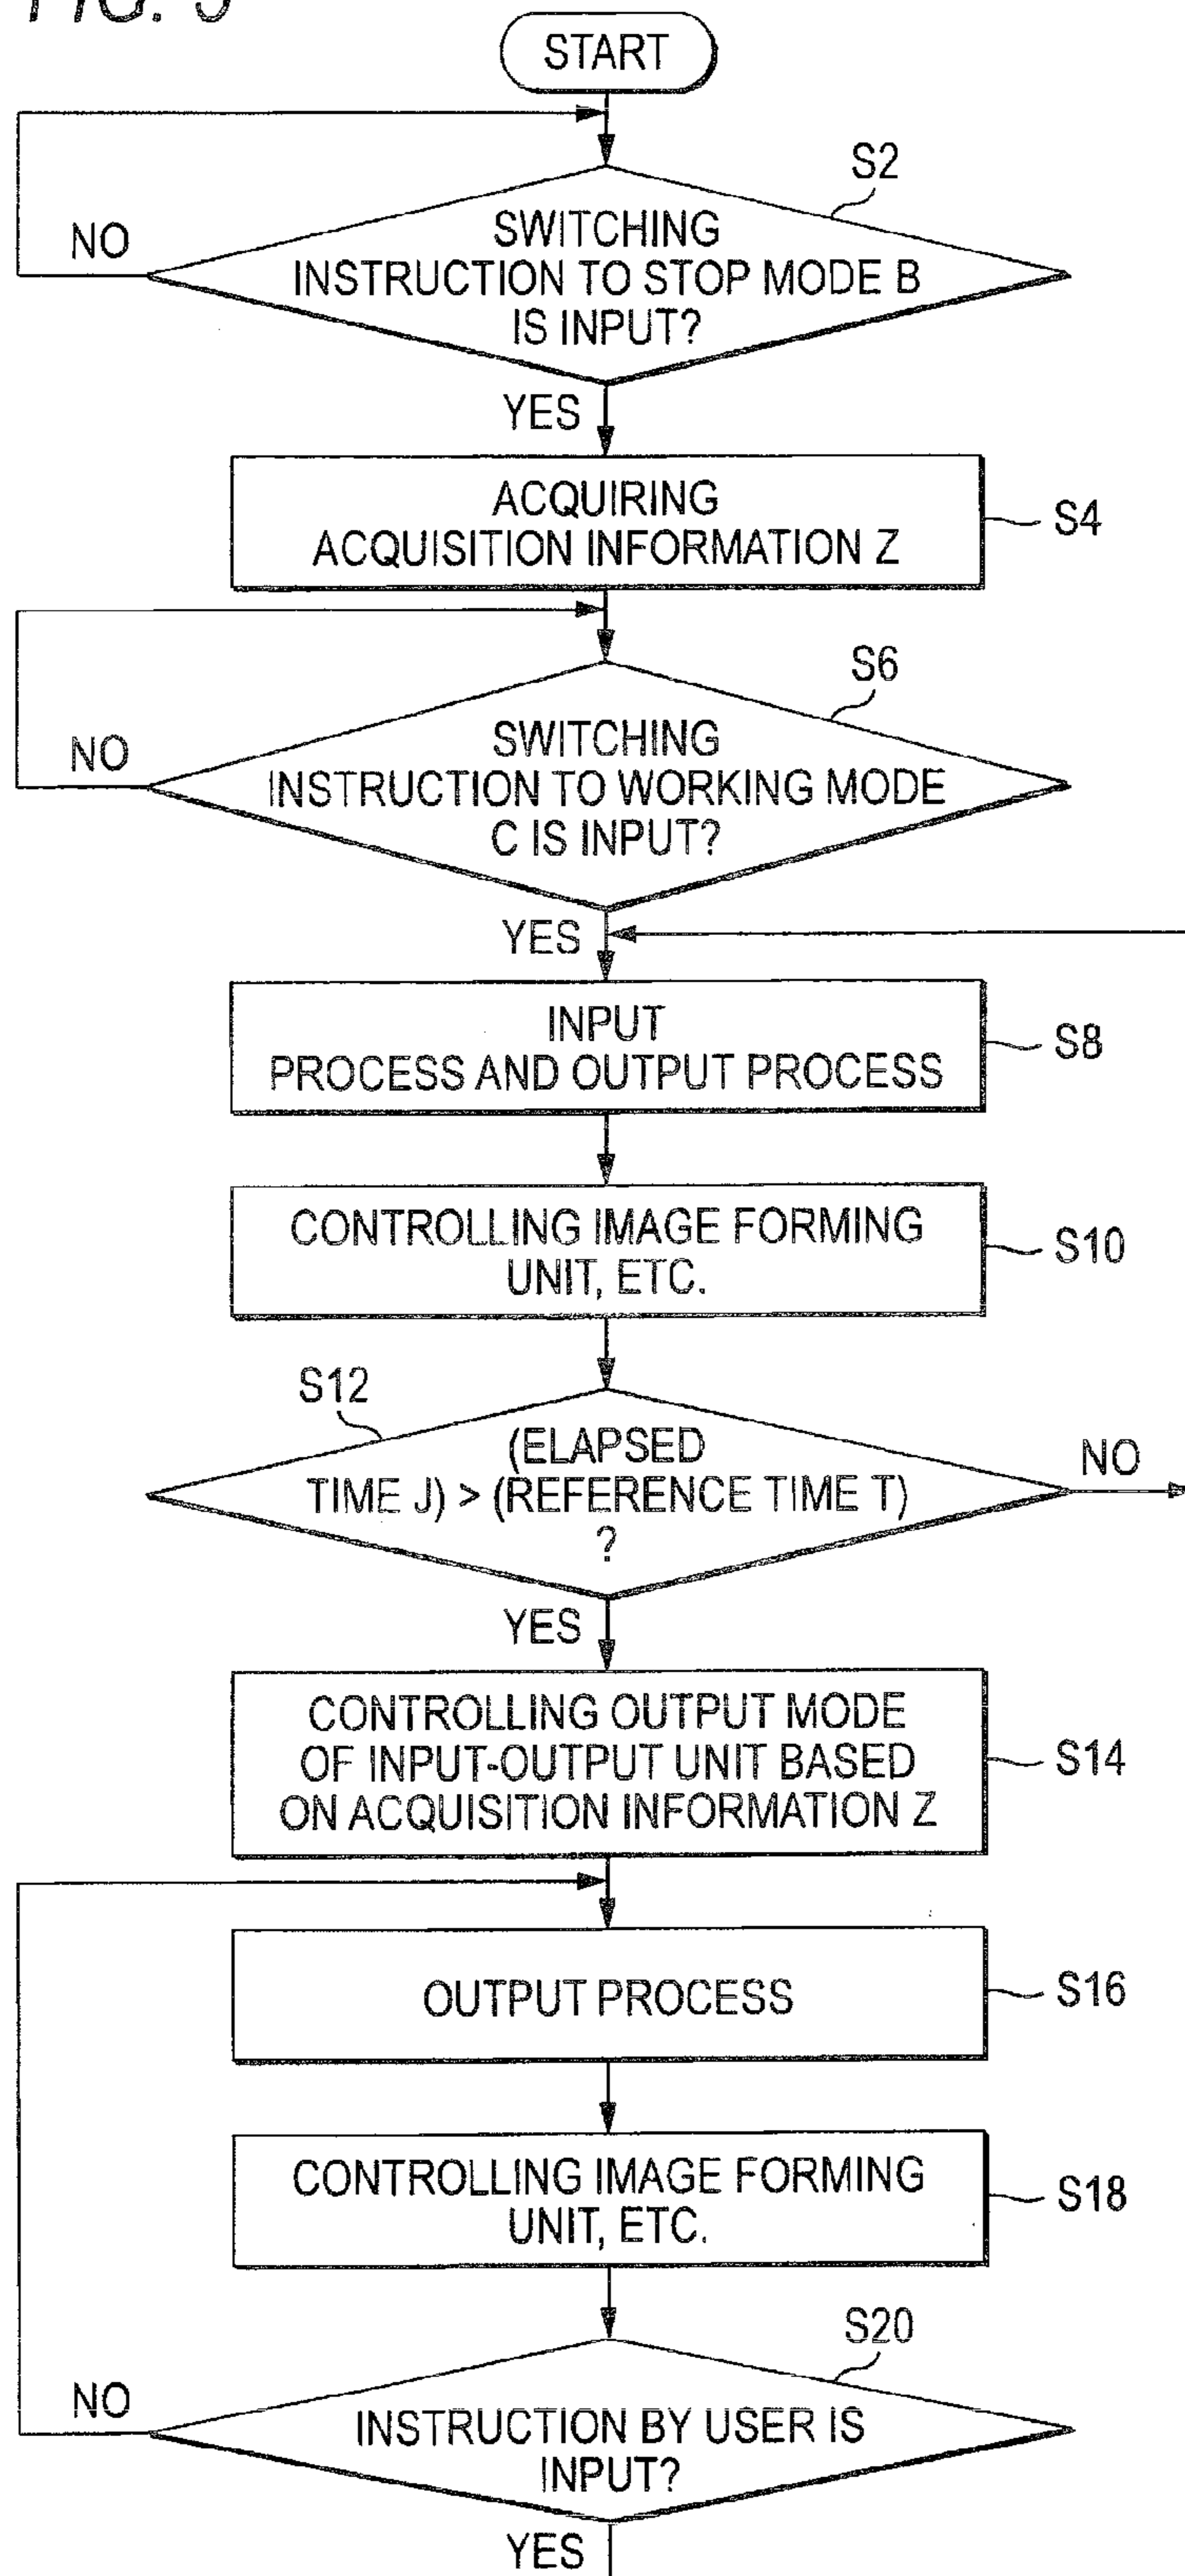 START
S2
SWITCHING
INSTRUCTION TO STOP MODE B
IS INPUT?
NO
YES
ACQUIRING
ACQUISITION INFORMATION Z
S4
S6
SWITCHING
INSTRUCTION TO WORKING MODE
C IS INPUT?
NO
YES
INPUT
PROCESS AND OUTPUT PROCESS
S8
CONTROLLING IMAGE FORMING
UNIT, ETC.
S10
S12
(ELAPSED
TIME J) > (REFERENCE TIME T)
?
NO
YES
CONTROLLING OUTPUT MODE
OF INPUT-OUTPUT UNIT BASED
ON ACQUISITION INFORMATION Z
S14
OUTPUT PROCESS
S16
CONTROLLING IMAGE FORMING
UNIT, ETC.
S18
S20
INSTRUCTION BY USER IS
INPUT?
NO
YES